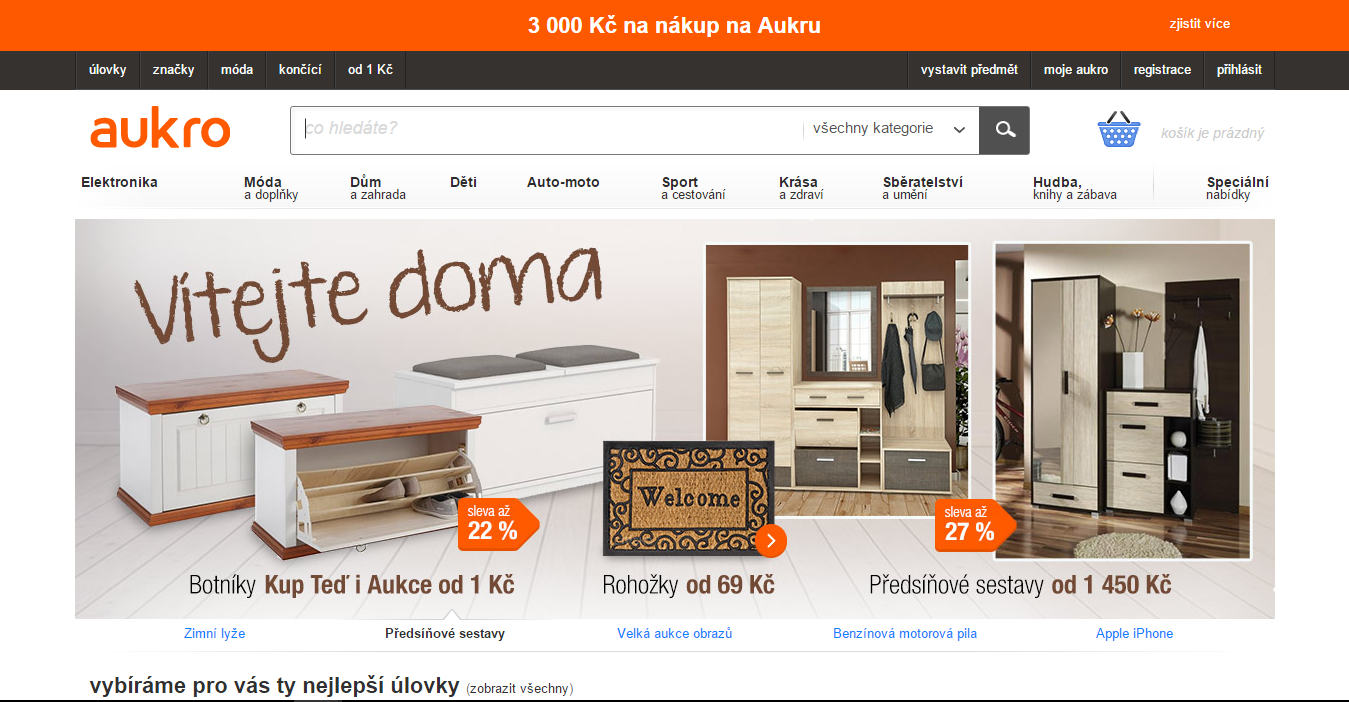 3 000 Kč na nákup na Aukru
zjistit více
úlovky značky móda končící od 1 Kč
vystavit předmět moje aukro registrace přihlásit
aukro
co hledáte?
všechny kategorie
košík je prázdný
Elektronika
Móda
a doplňky
Dům
a zahrada
Děti
Auto-moto
Sport
a cestování
Krása
a zdraví
Sběratelství
a umění
Hudba,
knihy a zábava
Speciální
nabídky
Vítejte doma
Welcome
sleva až
22 %
sleva až
27 %
Botníky Kup Teď i Aukce od 1 Kč
Rohožky od 69 Kč
Předsíňové sestavy od 1 450 Kč
Zimní lyže
Předsíňové sestavy
Velká aukce obrazů
Benzínová motorová pila
Apple iPhone
vybíráme pro vás ty nejlepší úlovky (zobrazit všechny)